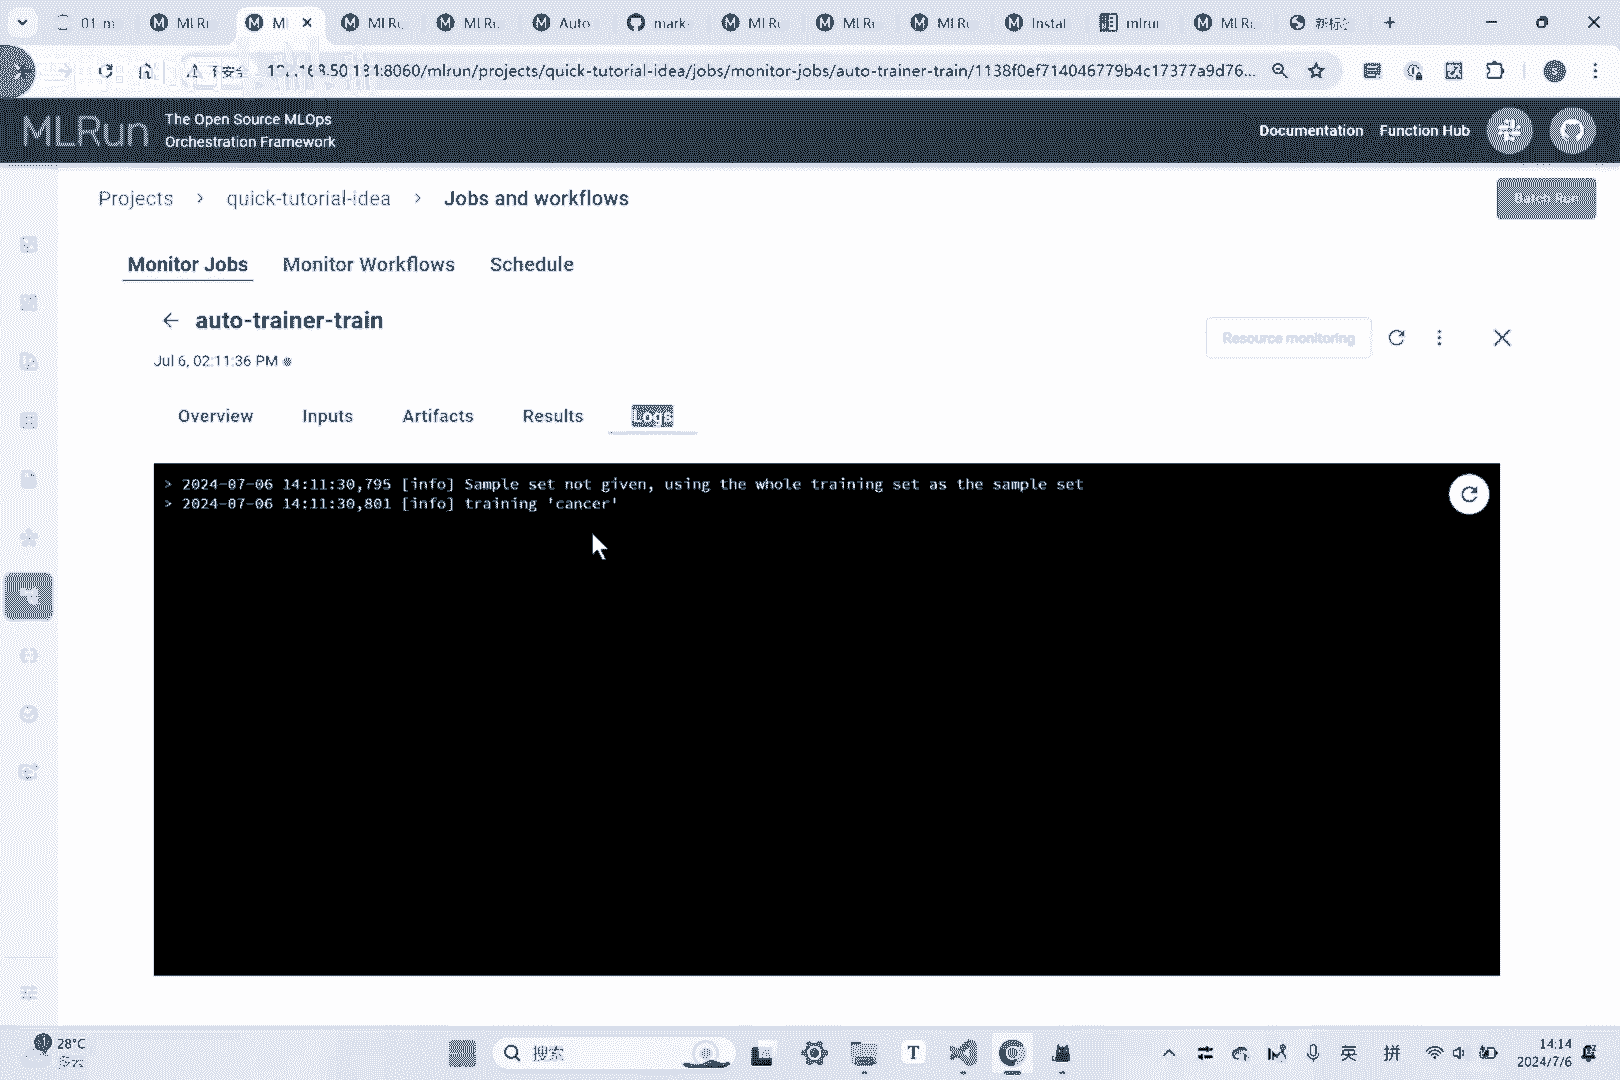 01 m
MLRu
M
MLRu
MLRu
Auto
mark-
MLRu
MLRu
MLRu
Instal
mlrun
MLRu
新标
不安全
:8060/mlrun/projects/quick-tutorial-idea/jobs/monitor-jobs/auto-trainer-train/1138f0ef714046779b4c17377a9d76...
MLRun
The Open Source MLOps
Orchestration Framework
Documentation
Function Hub
Projects > quick-tutorial-idea > Jobs and workflows
Batch Run
Monitor Jobs
Monitor Workflows
Schedule
← auto-trainer-train
Jul 6, 02:11:36 PM
Resource monitoring
Overview
Inputs
Artifacts
Results
Logs
> 2024-07-06 14:11:30,795 [info] Sample set not given, using the whole training set as the sample set
> 2024-07-06 14:11:30,801 [info] training 'cancer'
28°C
多云
搜索
T
英
拼
14:14
2024/7/6